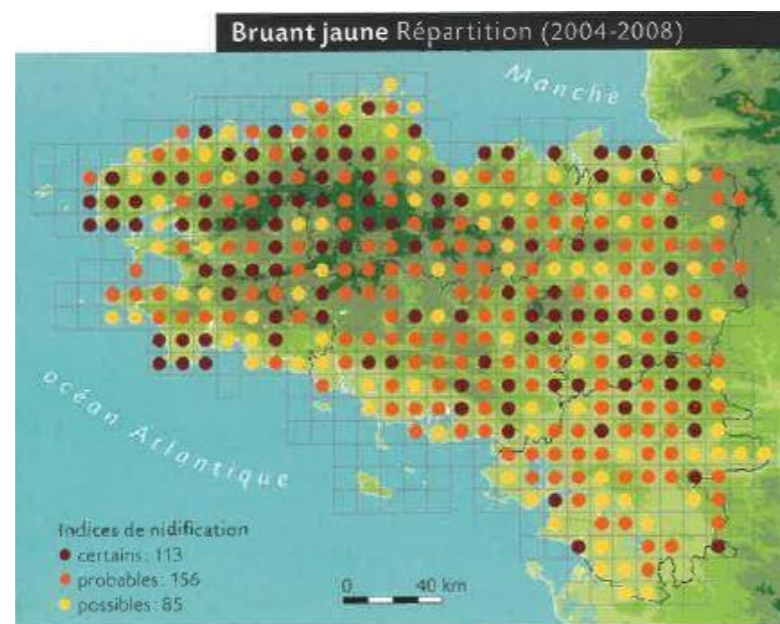 Bruant jaune Répartition (2004-2008)
Manche
océan Atlantique
Indices de nidification
certains : 113
probables : 156
possibles : 85
0 40 km